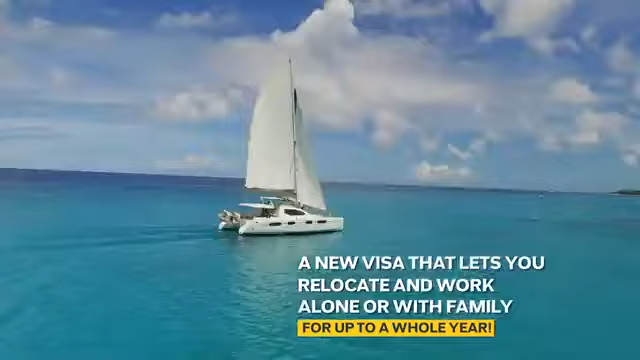 A NEW VISA THAT LETS YOU
RELOCATE AND WORK
ALONE OR WITH FAMILY
FOR UP TO A WHOLE YEAR!